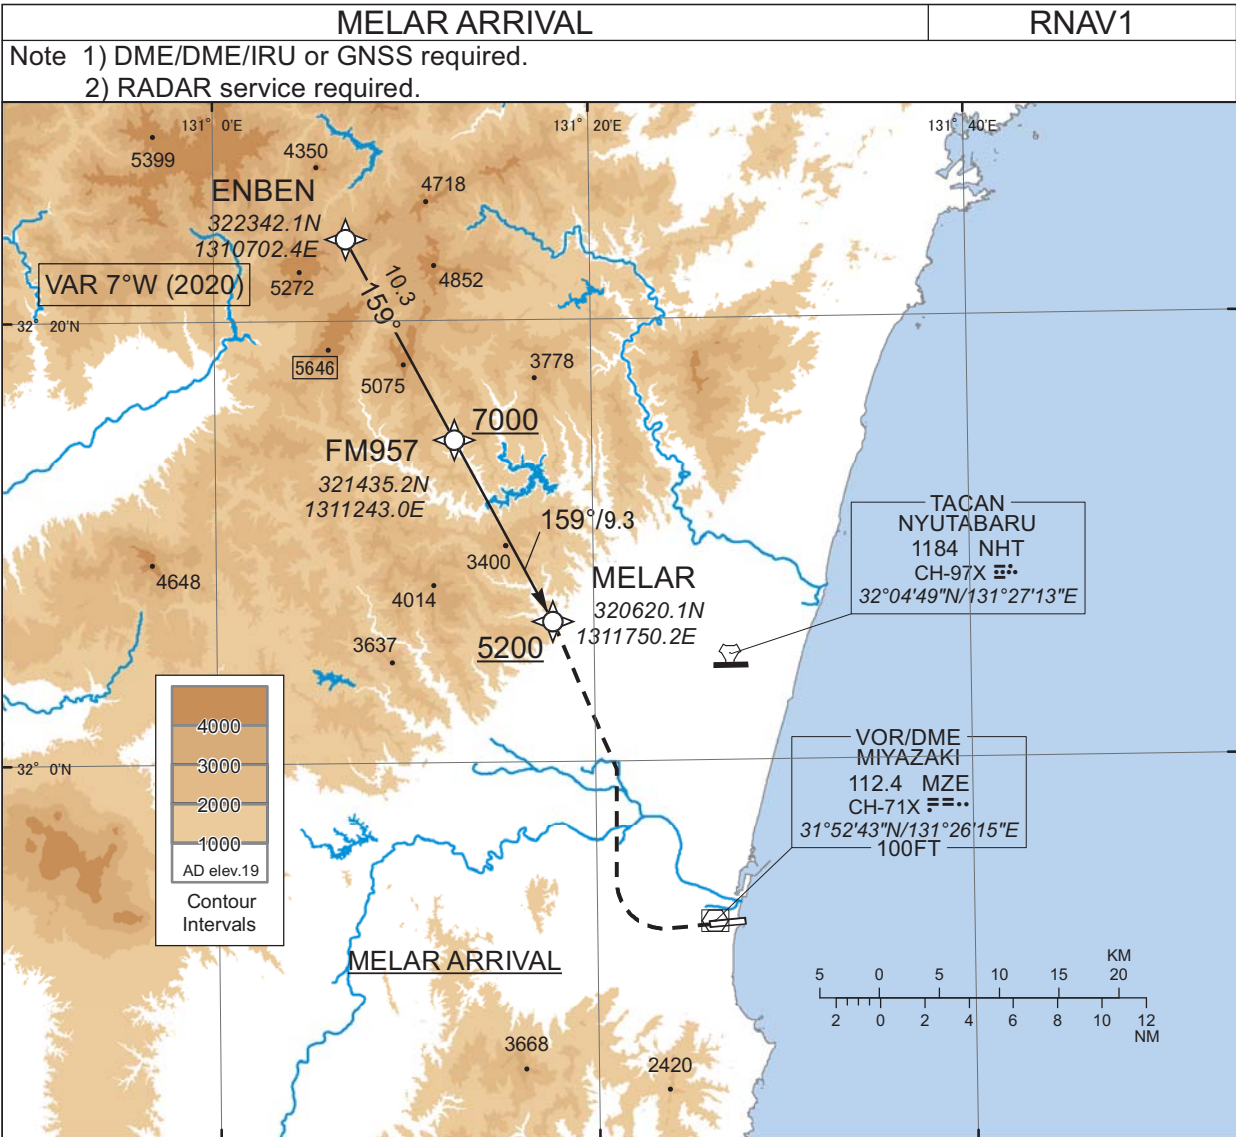 MELAR ARRIVAL
RNAV1
Note 1) DME/DME/IRU or GNSS required.
2) RADAR service required.
131° 0'E
131° 20'E
131° 40'E
5399
4350
4718
ENBEN
322342.1N
1310702.4E
VAR 7°W (2020)
5272
4852
10.3
159°
32° 20'N
5646
5075
3778
7000
FM957
321435.2N
1311243.0E
159°/9.3
3400
4648
4014
MELAR
320620.1N
1311750.2E
5200
3637
TACAN
NYUTABARU
1184 NHT
CH-97X
32°04'49"N/131°27'13"E
VOR/DME
MIYAZAKI
112.4 MZE
CH-71X
31°52'43"N/131°26'15"E
100FT
32° 0'N
4000
3000
2000
1000
AD elev.19
Contour
Intervals
MELAR ARRIVAL
3668
2420
KM
5 0 5 10 15 20
2 0 2 4 6 8 10 12
NM